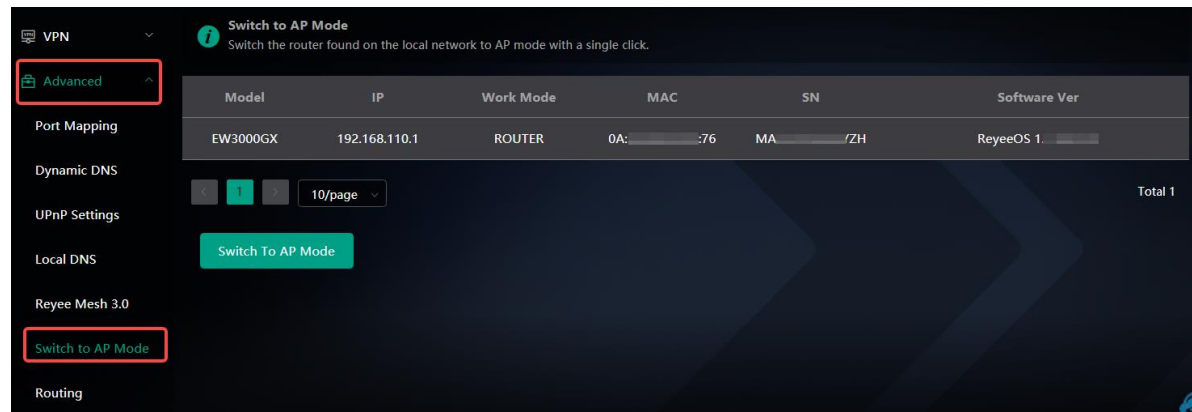 VPN
Advanced
Port Mapping
Dynamic DNS
UPnP Settings
Local DNS
Reyee Mesh 3.0
Switch to AP Mode
Routing
Switch to AP Mode
Switch the router found on the local network to AP mode with a single click.
Model IP Work Mode MAC SN Software Ver
EW3000GX 192.168.110.1 ROUTER 0A: :76 MA /ZH ReyeeOS 1.
1 10/page Total 1
Switch To AP Mode